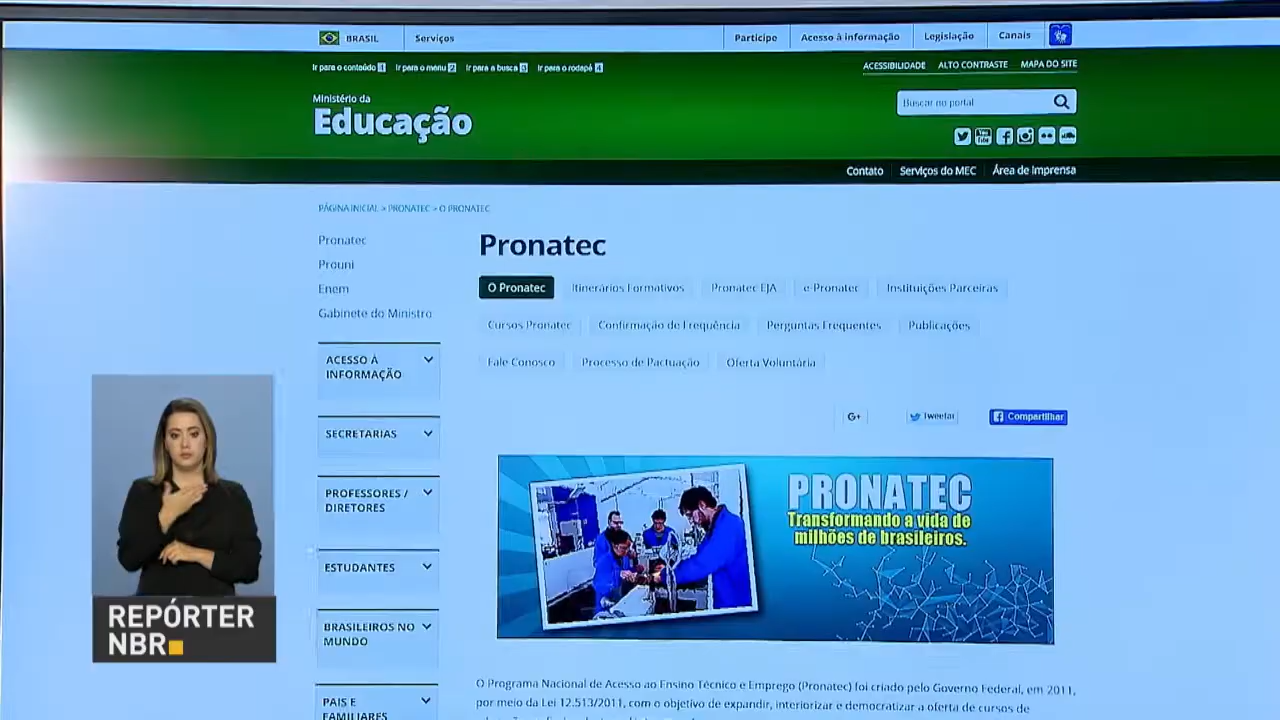 BRASIL Serviços Participe Acesso à informação Legislação Canais
Ir para o conteúdo 1 Ir para o menu 2 Ir para a busca 3 Ir para o rodapé 4 ACESSIBILIDADE ALTO CONTRASTE MAPA DO SITE
Ministério da
Educação
Buscar no portal
You Tube
Contato Serviços do MEC Área de Imprensa
PÁGINA INICIAL > PRONATEC > O PRONATEC
Pronatec
Prouni
Enem
Gabinete do Ministro
ACESSO À
INFORMAÇÃO
SECRETARIAS
PROFESSORES /
DIRETORES
ESTUDANTES
BRASILEIROS NO
MUNDO
PAIS E
FAMILIARES
Pronatec
O Pronatec Itinerários Formativos Pronatec EJA e-Pronatec Instituições Parceiras
Cursos Pronatec Confirmação de Frequência Perguntas Frequentes Publicações
Fale Conosco Processo de Pactuação Oferta Voluntária
G+ Tweetar Compartilhar
PRONATEC
Transformando a vida de
milhões de brasileiros.
O Programa Nacional de Acesso ao Ensino Técnico e Emprego (Pronatec) foi criado pelo Governo Federal, em 2011,
por meio da Lei 12.513/2011, com o objetivo de expandir, interiorizar e democratizar a oferta de cursos de
REPÓRTER
NBR